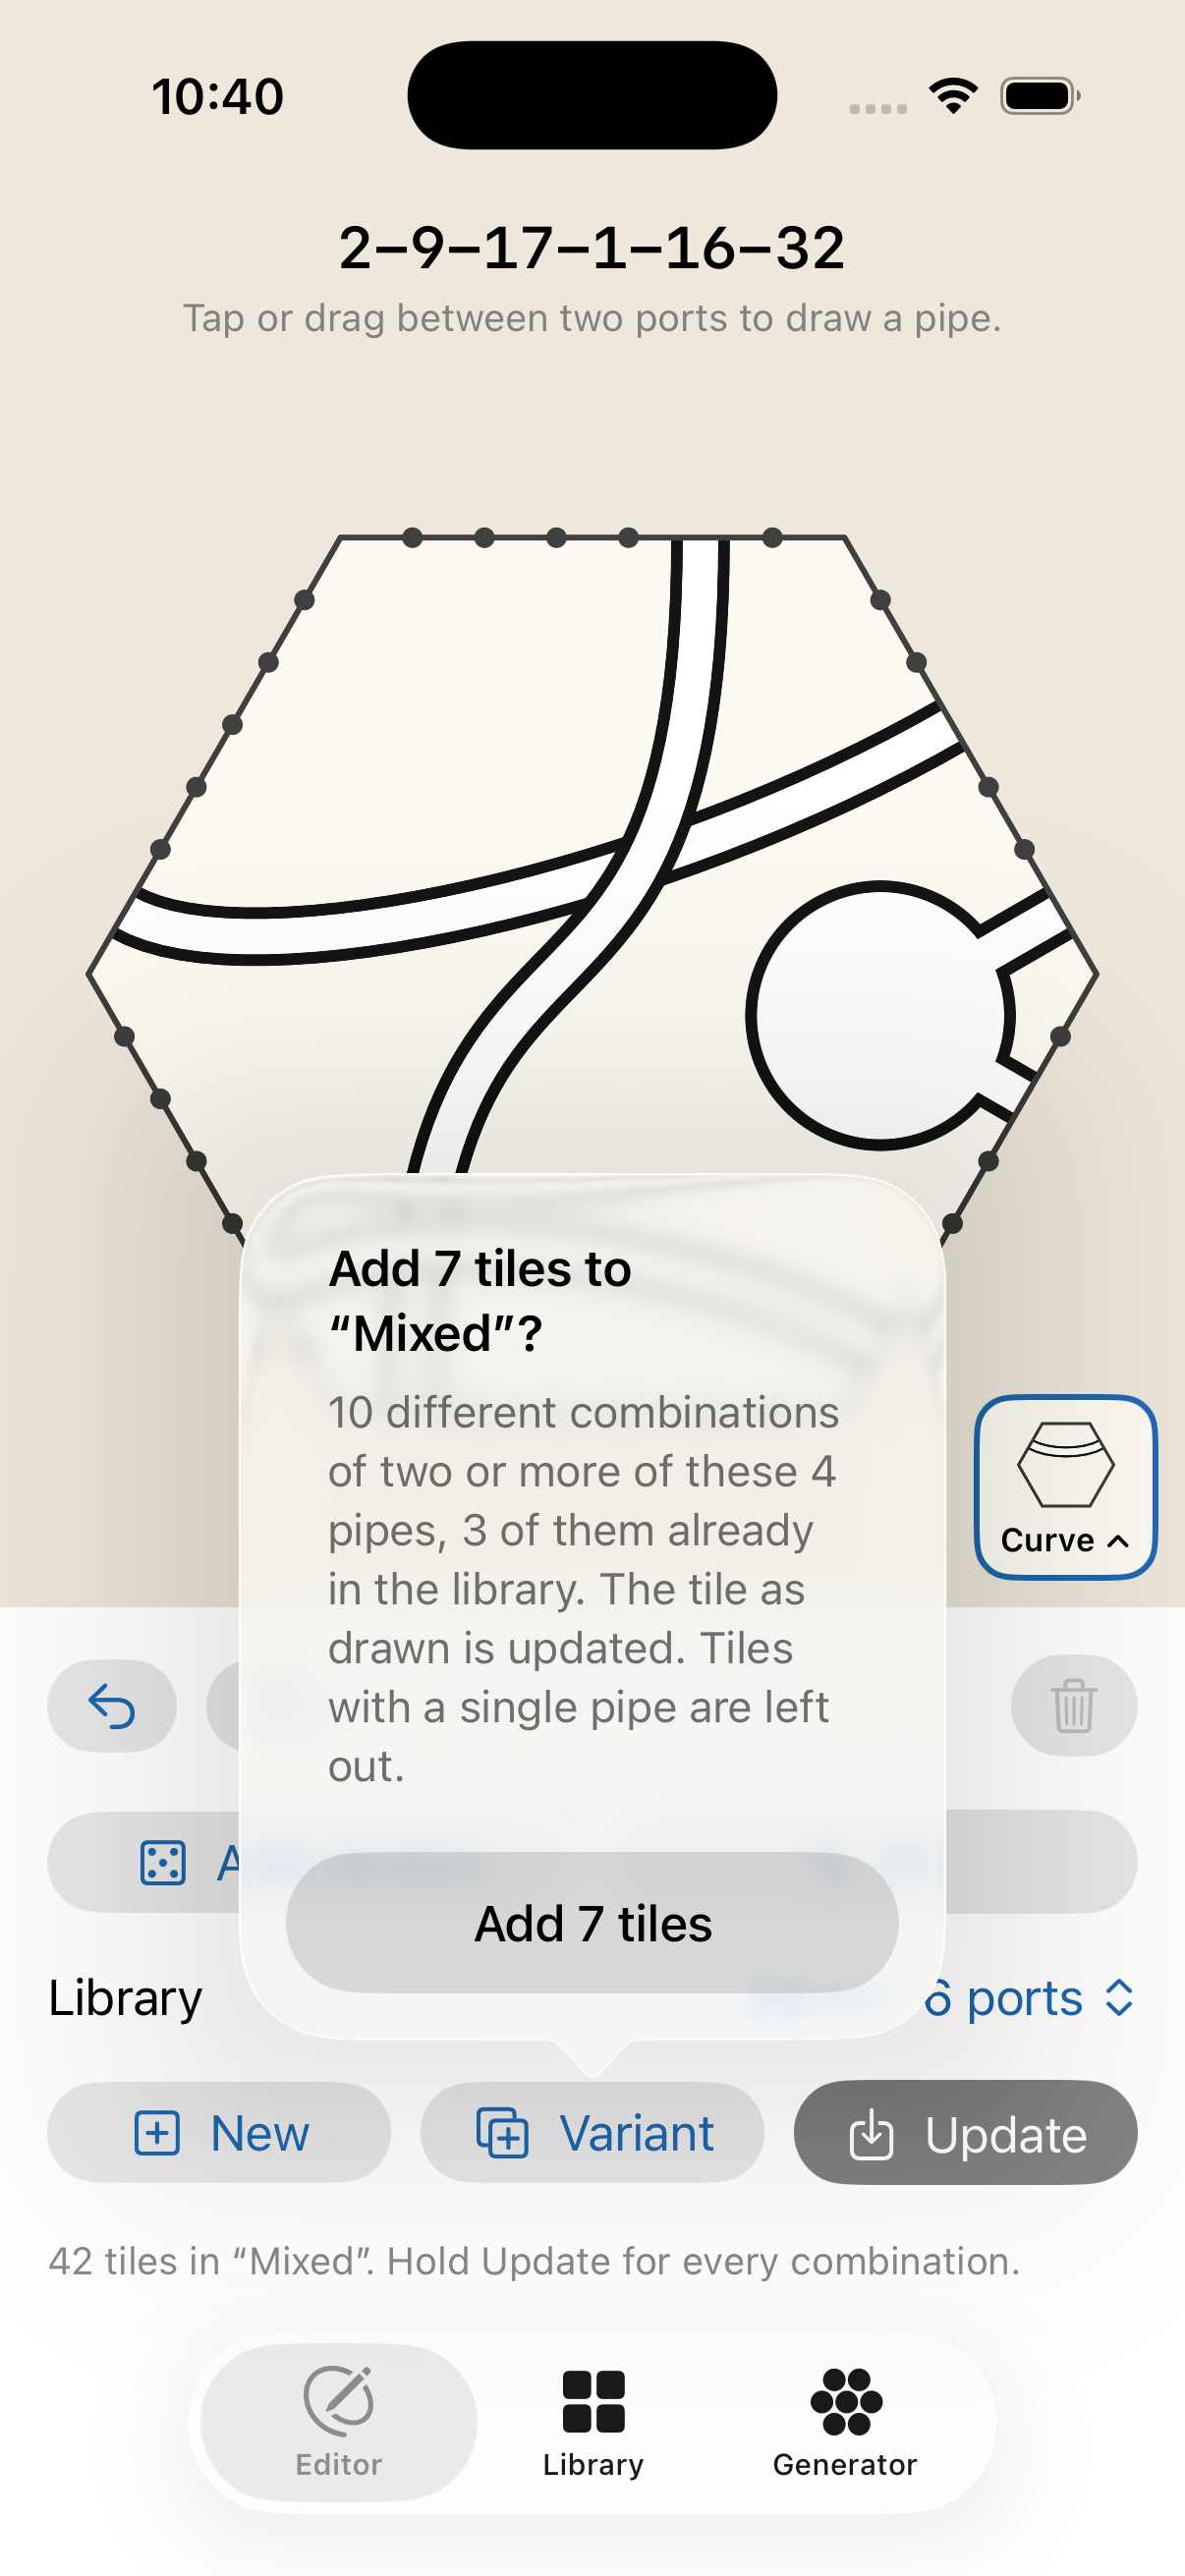 10:40
2–9–17–1–16–32
Tap or drag between two ports to draw a pipe.
Add 7 tiles to
“Mixed”?
10 different combinations
of two or more of these 4
pipes, 3 of them already
in the library. The tile as
drawn is updated. Tiles
with a single pipe are left
out.
Curve
Add 7 tiles
Library
6 ports
New
Variant
Update
42 tiles in “Mixed”. Hold Update for every combination.
Editor
Library
Generator